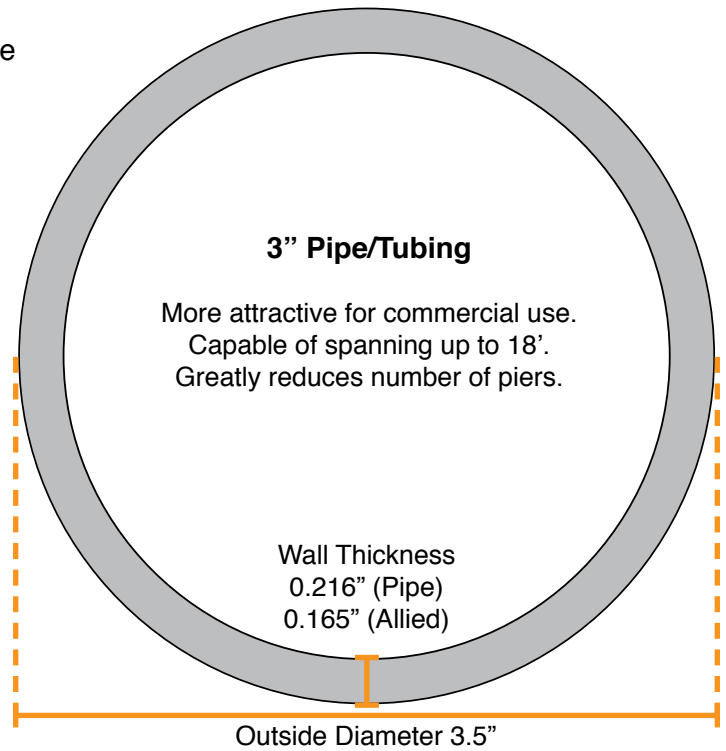 e
3” Pipe/Tubing
More attractive for commercial use.
Capable of spanning up to 18’.
Greatly reduces number of piers.
Wall Thickness
0.216” (Pipe)
0.165” (Allied)
Outside Diameter 3.5”